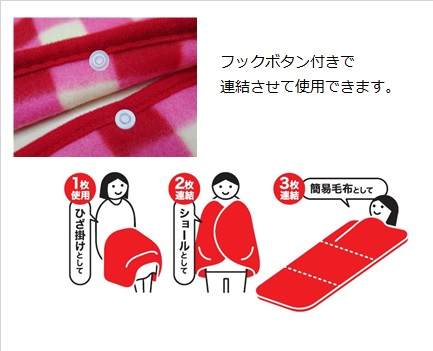 フックボタン付きで
連結させて使用できます。
1枚
使用
ひざ掛けとして
2枚
連結
ショールとして
3枚
連結
簡易毛布として